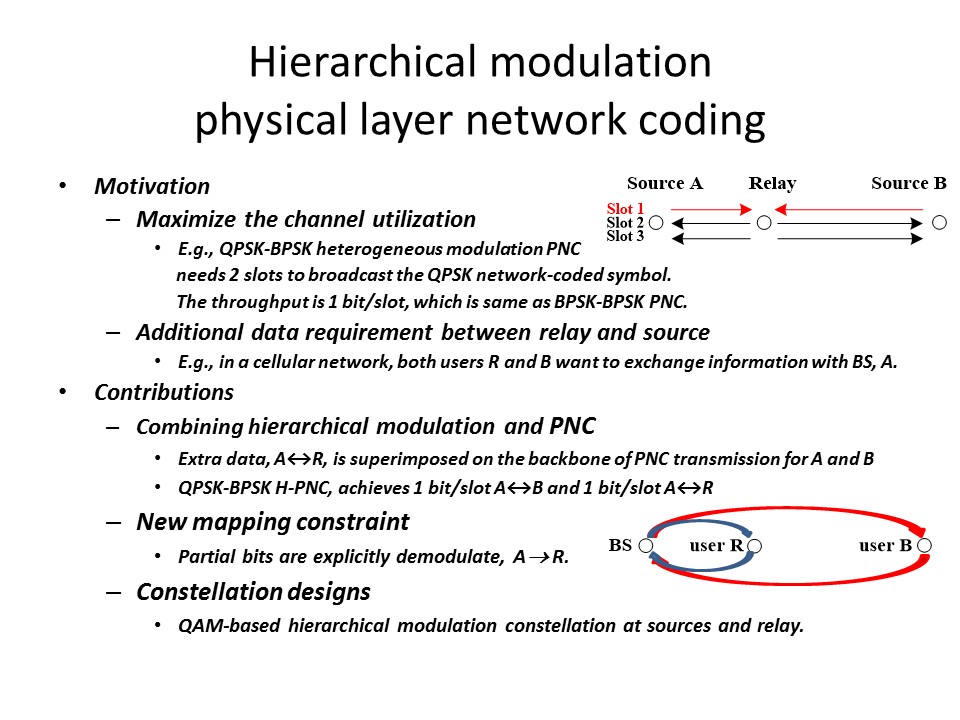 Hierarchical modulation
physical layer network coding
• Motivation
– Maximize the channel utilization
• E.g., QPSK-BPSK heterogeneous modulation PNC
needs 2 slots to broadcast the QPSK network-coded symbol.
The throughput is 1 bit/slot, which is same as BPSK-BPSK PNC.
Source A Relay Source B
Slot 1
Slot 2
Slot 3
– Additional data requirement between relay and source
• E.g., in a cellular network, both users R and B want to exchange information with BS, A.
• Contributions
– Combining hierarchical modulation and PNC
• Extra data, A↔R, is superimposed on the backbone of PNC transmission for A and B
• QPSK-BPSK H-PNC, achieves 1 bit/slot A↔B and 1 bit/slot A↔R
– New mapping constraint
• Partial bits are explicitly demodulate, A→R.
BS user R user B
– Constellation designs
• QAM-based hierarchical modulation constellation at sources and relay.